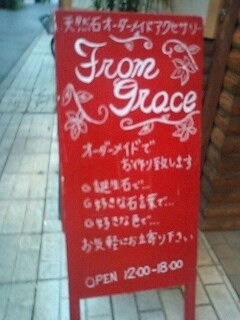 天然石オーダーメイドアクセサリー
From
Grace
オーダーメイドで
お作り致します
誕生石で...
好きな石言葉で...
好きな色で...
お気軽にお立寄り下さい
OPEN 12:00-18:00